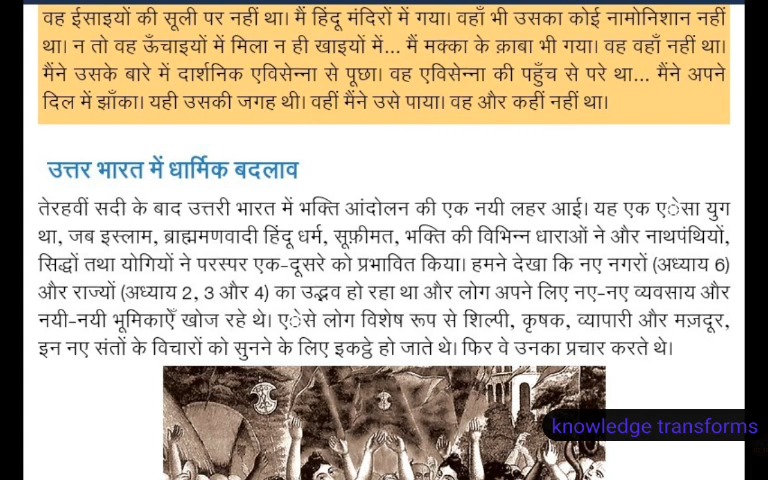 वह ईसाइयों की सूली पर नहीं था। मैं हिंदू मंदिरों में गया। वहाँ भी उसका कोई नामोनिशान नहीं
था। न तो वह ऊँचाइयों में मिला न ही खाइयों में... मैं मक्का के क़ाबा भी गया। वह वहाँ नहीं था।
मैंने उसके बारे में दार्शनिक एविसेन्ना से पूछा। वह एविसेन्ना की पहुँच से परे था... मैंने अपने
दिल में झाँका। यही उसकी जगह थी। वहीं मैंने उसे पाया। वह और कहीं नहीं था।
उत्तर भारत में धार्मिक बदलाव
तेरहवीं सदी के बाद उत्तरी भारत में भक्ति आंदोलन की एक नयी लहर आई। यह एक एेसा युग
था, जब इस्लाम, ब्राह्ममणवादी हिंदू धर्म, सूफ़ीमत, भक्ति की विभिन्न धाराओं ने और नाथपंथियों,
सिद्धों तथा योगियों ने परस्पर एक-दूसरे को प्रभावित किया। हमने देखा कि नए नगरों (अध्याय 6)
और राज्यों (अध्याय 2, 3 और 4) का उद्भव हो रहा था और लोग अपने लिए नए-नए व्यवसाय और
नयी-नयी भूमिकाएँ खोज रहे थे। एेसे लोग विशेष रूप से शिल्पी, कृषक, व्यापारी और मज़दूर,
इन नए संतों के विचारों को सुनने के लिए इकट्ठे हो जाते थे। फिर वे उनका प्रचार करते थे।
knowledge transforms